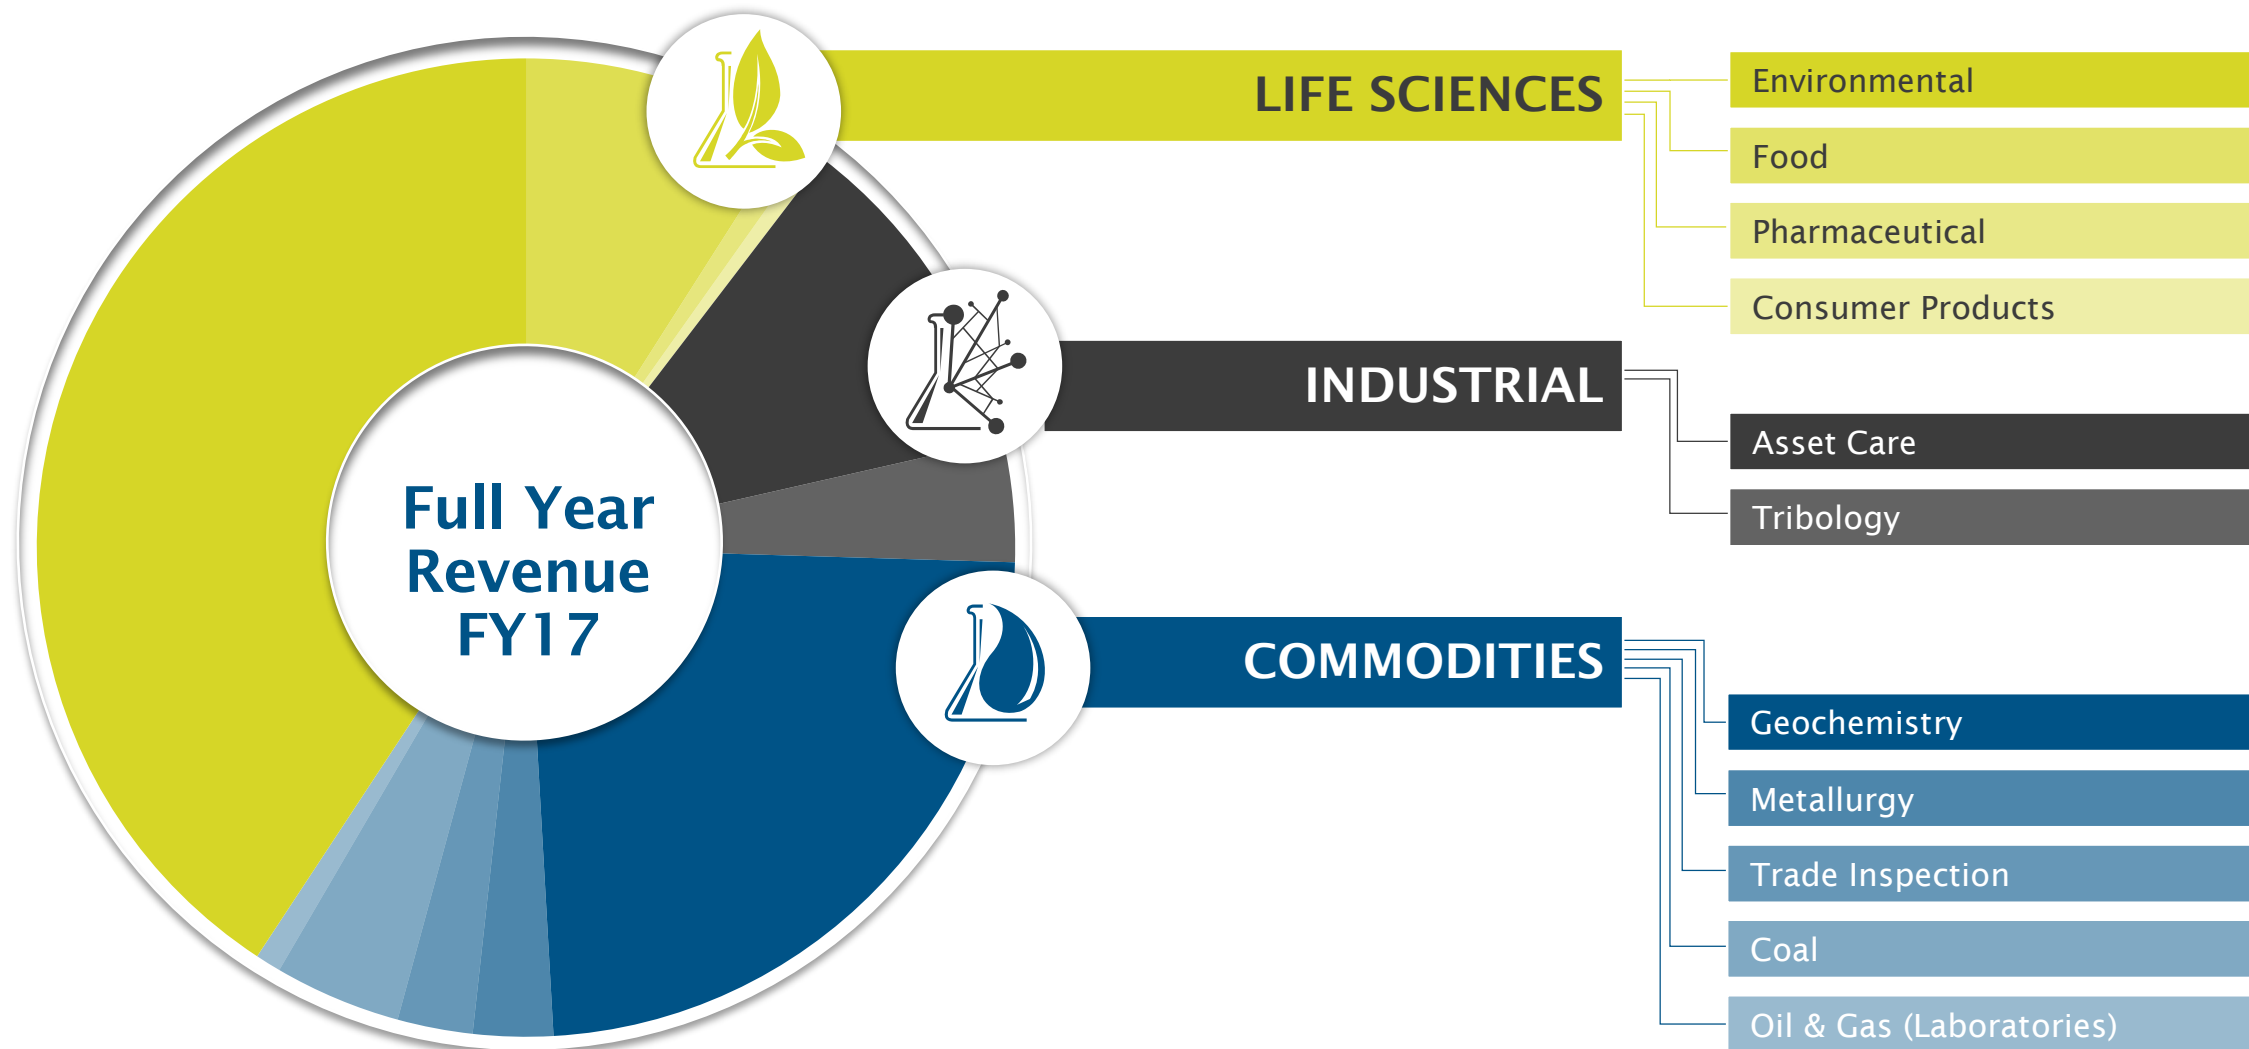 Full Year
Revenue
FY17
LIFE SCIENCES
Environmental
Food
Pharmaceutical
Consumer Products
INDUSTRIAL
Asset Care
Tribology
COMMODITIES
Geochemistry
Metallurgy
Trade Inspection
Coal
Oil & Gas (Laboratories)